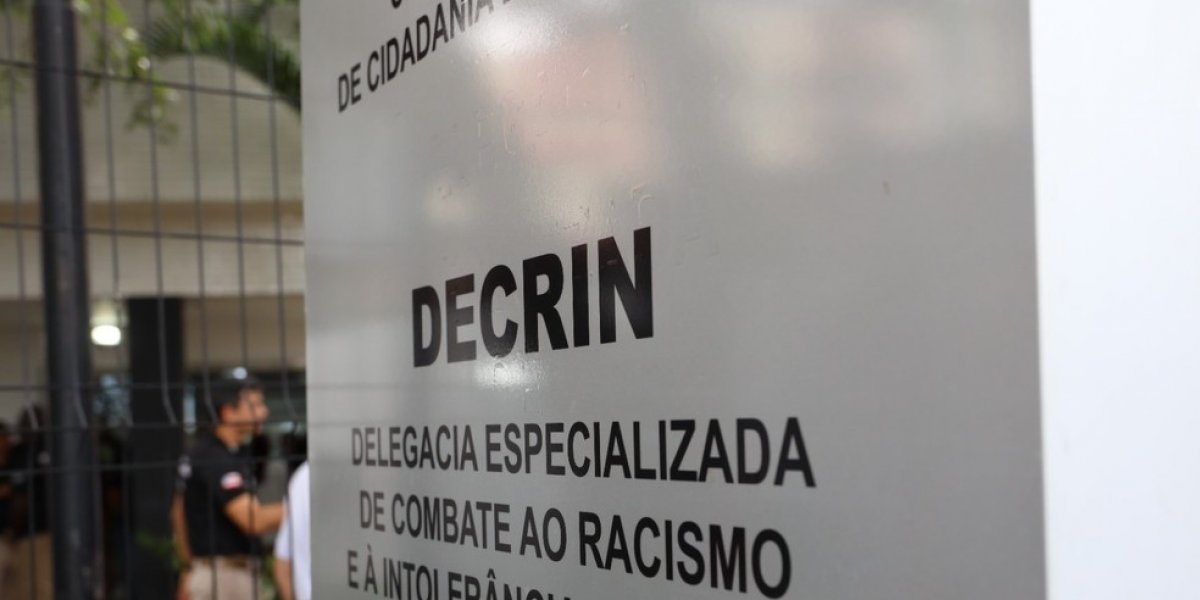 DE CIDADANIA
DECRIN
DELEGACIA ESPECIALIZADA
DE COMBATE AO RACISMO
E À